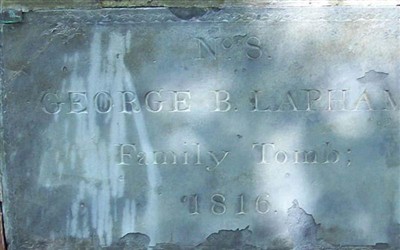 No. 8.
GEORGE B. LAPHAM
Family Tomb;
1816.